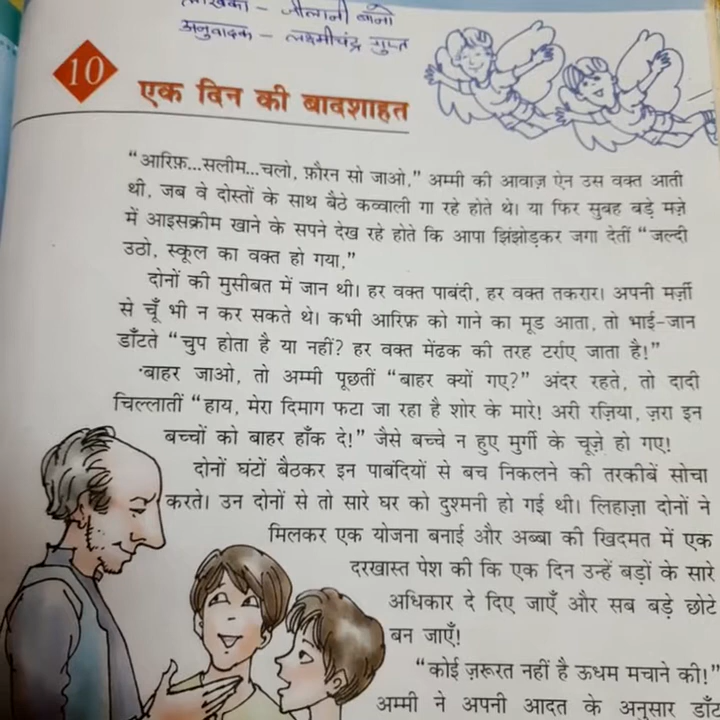 लेखिका - जीलानी बानो
अनुवादक - लक्ष्मीचंद्र गुप्त
10
एक दिन की बादशाहत
“आरिफ़...सलीम...चलो, फ़ौरन सो जाओ,” अम्मी की आवाज़ ऐन उस वक्त आती
थी, जब वे दोस्तों के साथ बैठे कव्वाली गा रहे होते थे। या फिर सुबह बड़े मज़े
में आइसक्रीम खाने के सपने देख रहे होते कि आपा झिंझोड़कर जगा देतीं “जल्दी
उठो, स्कूल का वक्त हो गया,”
दोनों की मुसीबत में जान थी। हर वक्त पाबंदी, हर वक्त तकरार। अपनी मर्ज़ी
से चूँ भी न कर सकते थे। कभी आरिफ़ को गाने का मूड आता, तो भाई-जान
डाँटते “चुप होता है या नहीं? हर वक्त मेंढक की तरह टर्राए जाता है!”
बाहर जाओ, तो अम्मी पूछतीं “बाहर क्यों गए?” अंदर रहते, तो दादी
चिल्लातीं “हाय, मेरा दिमाग फटा जा रहा है शोर के मारे! अरी रज़िया, ज़रा इन
बच्चों को बाहर हाँक दे!” जैसे बच्चे न हुए मुर्गी के चूज़े हो गए!
दोनों घंटों बैठकर इन पाबंदियों से बच निकलने की तरकीबें सोचा
करते। उन दोनों से तो सारे घर को दुश्मनी हो गई थी। लिहाज़ा दोनों ने
मिलकर एक योजना बनाई और अब्बा की खिदमत में एक
दरखास्त पेश की कि एक दिन उन्हें बड़ों के सारे
अधिकार दे दिए जाएँ और सब बड़े छोटे
बन जाएँ!
“कोई ज़रूरत नहीं है ऊधम मचाने की!”
अम्मी ने अपनी आदत के अनुसार डाँट